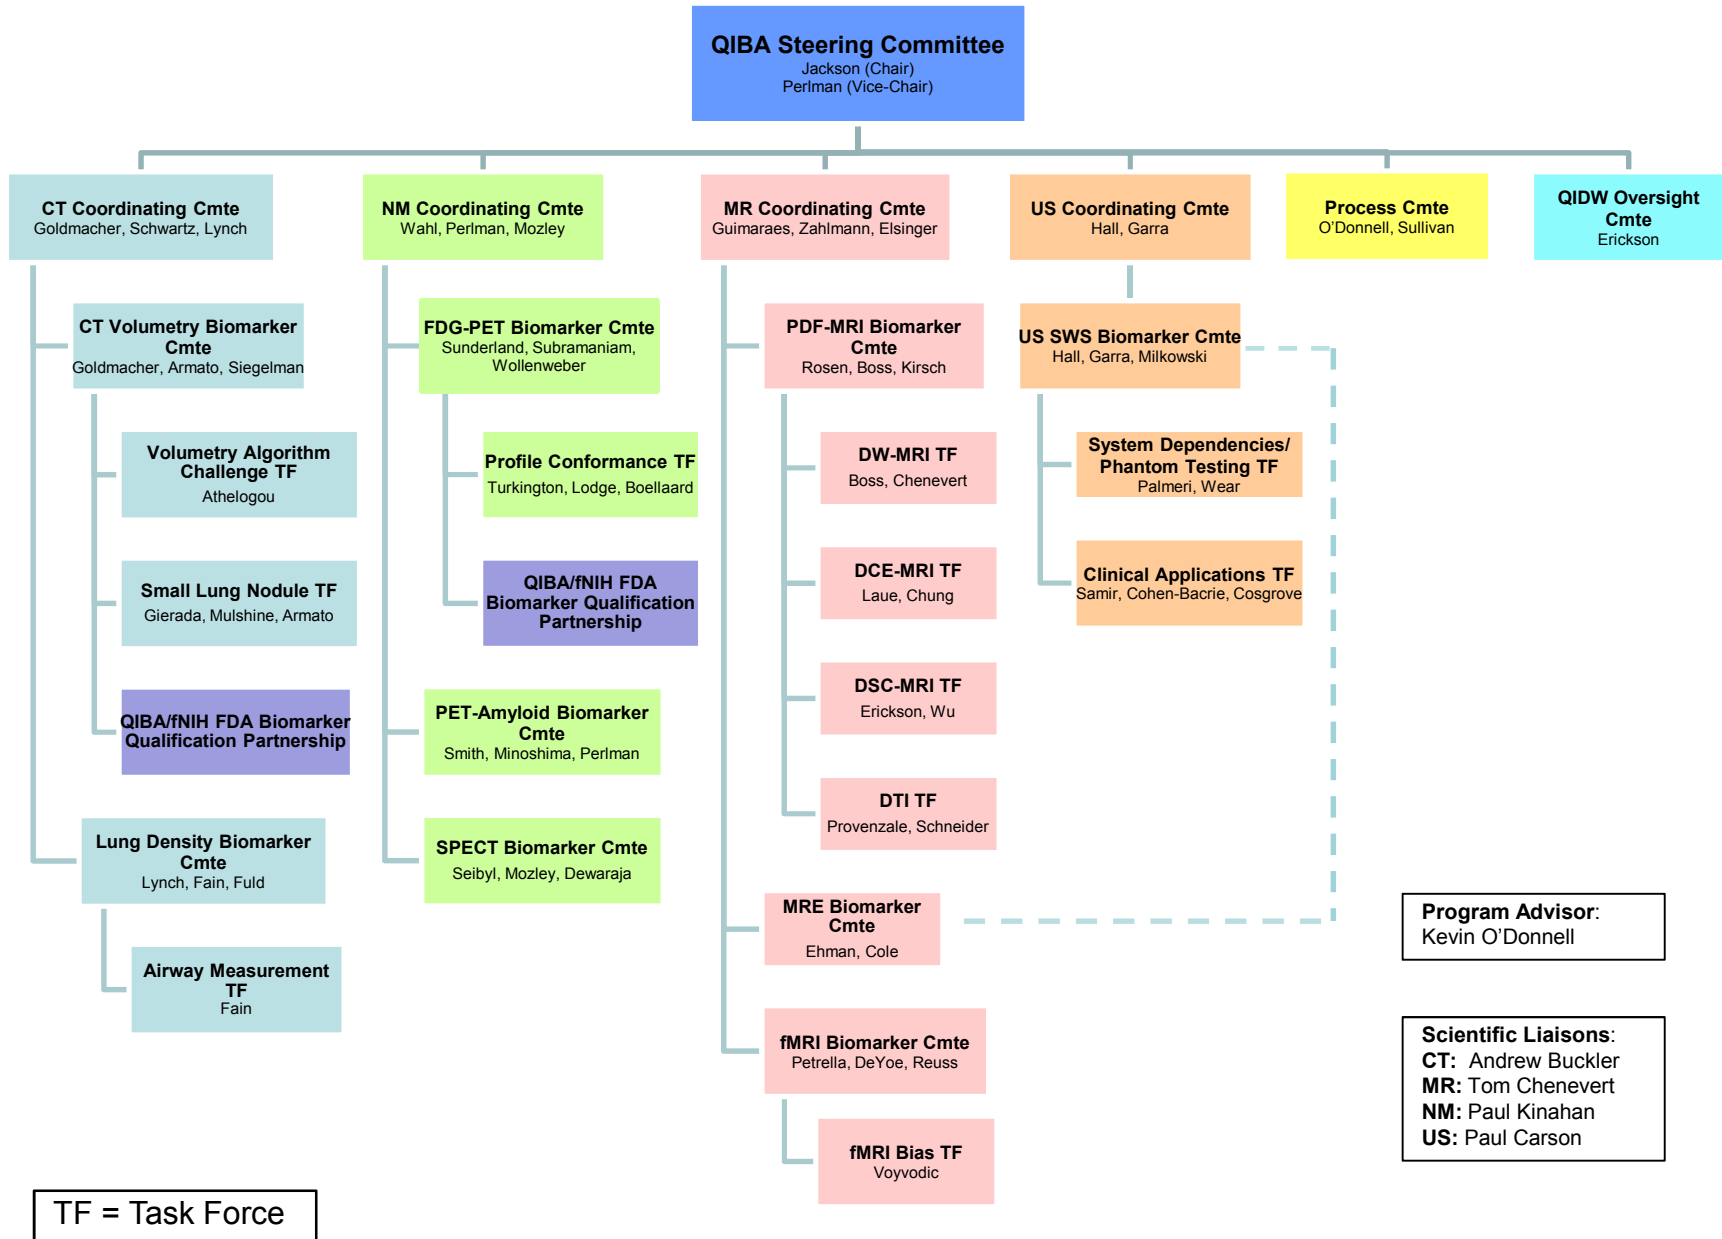 QIBA Steering Committee
Jackson (Chair)
Perlman (Vice-Chair)
CT Coordinating Cmte
Goldmacher, Schwartz, Lynch
NM Coordinating Cmte
Wahl, Perlman, Mozley
MR Coordinating Cmte
Guimaraes, Zahlmann, Elsinger
US Coordinating Cmte
Hall, Garra
Process Cmte
O'Donnell, Sullivan
QIDW Oversight
Cmte
Erickson
CT Volumetry Biomarker
Cmte
Goldmacher, Armato, Siegelman
Volumetry Algorithm
Challenge TF
Athelogou
Small Lung Nodule TF
Gierada, Mulshine, Armato
QIBA/fNIH FDA Biomarker
Qualification Partnership
Lung Density Biomarker
Cmte
Lynch, Fain, Fuld
Airway Measurement
TF
Fain
FDG-PET Biomarker Cmte
Sunderland, Subramaniam,
Wollenweber
Profile Conformance TF
Turkington, Lodge, Boellaard
QIBA/fNIH FDA
Biomarker Qualification
Partnership
PET-Amyloid Biomarker
Cmte
Smith, Minoshima, Perlman
SPECT Biomarker Cmte
Seibyl, Mozley, Dewaraja
PDF-MRI Biomarker
Cmte
Rosen, Boss, Kirsch
DW-MRI TF
Boss, Chenevert
DCE-MRI TF
Laue, Chung
DSC-MRI TF
Erickson, Wu
DTI TF
Provenzale, Schneider
MRE Biomarker
Cmte
Ehman, Cole
fMRI Biomarker Cmte
Petrella, DeYoe, Reuss
fMRI Bias TF
Voyvodic
US SWS Biomarker Cmte
Hall, Garra, Milkowski
System Dependencies/
Phantom Testing TF
Palmeri, Wear
Clinical Applications TF
Samir, Cohen-Bacrie, Cosgrove
Program Advisor:
Kevin O'Donnell
Scientific Liaisons:
CT: Andrew Buckler
MR: Tom Chenevert
NM: Paul Kinahan
US: Paul Carson
TF = Task Force